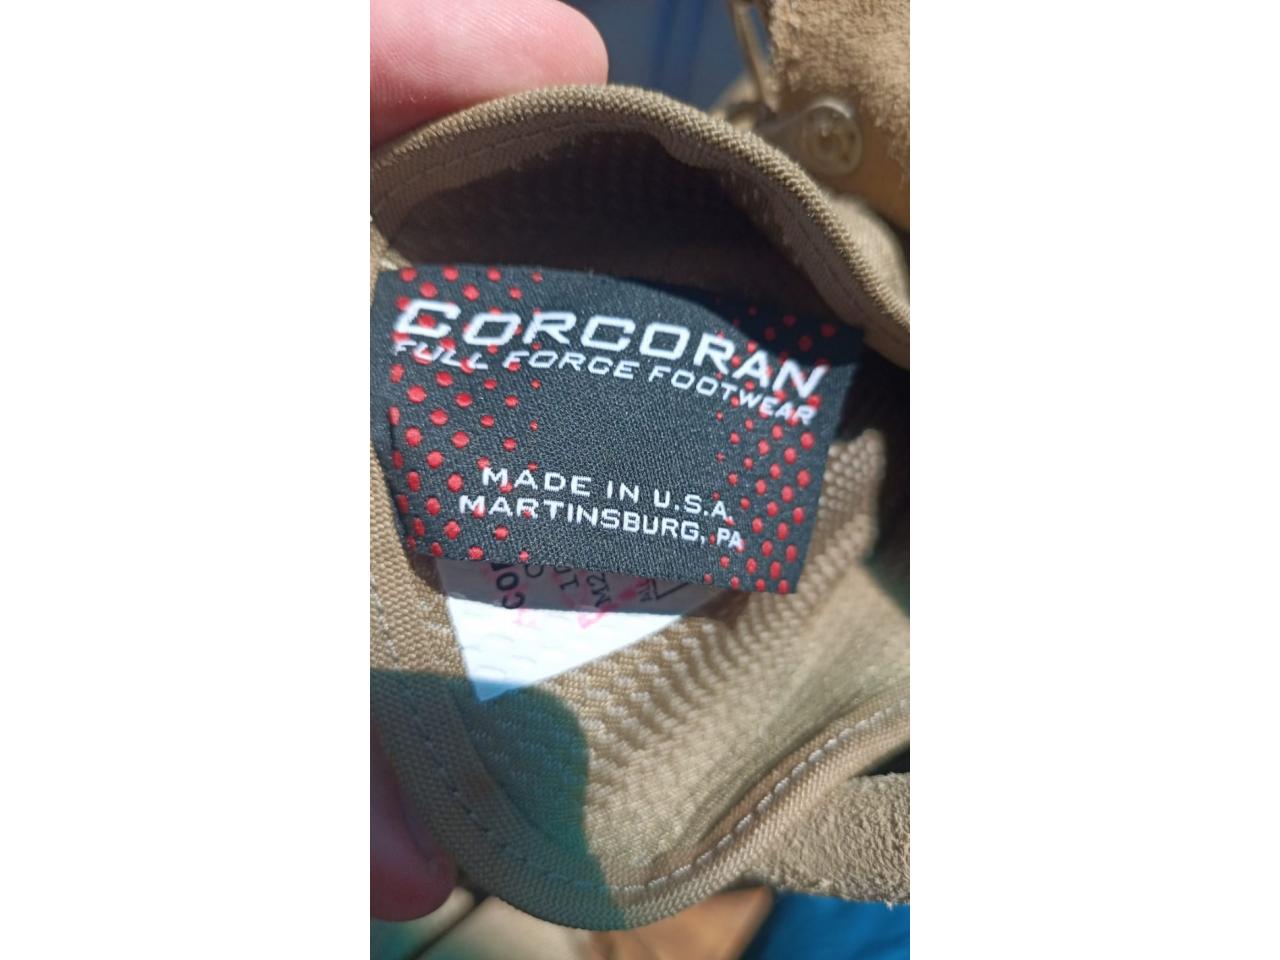 CORCORAN
FULL FORCE FOOTWEAR
MADE IN U.S.A.
MARTINSBURG, PA